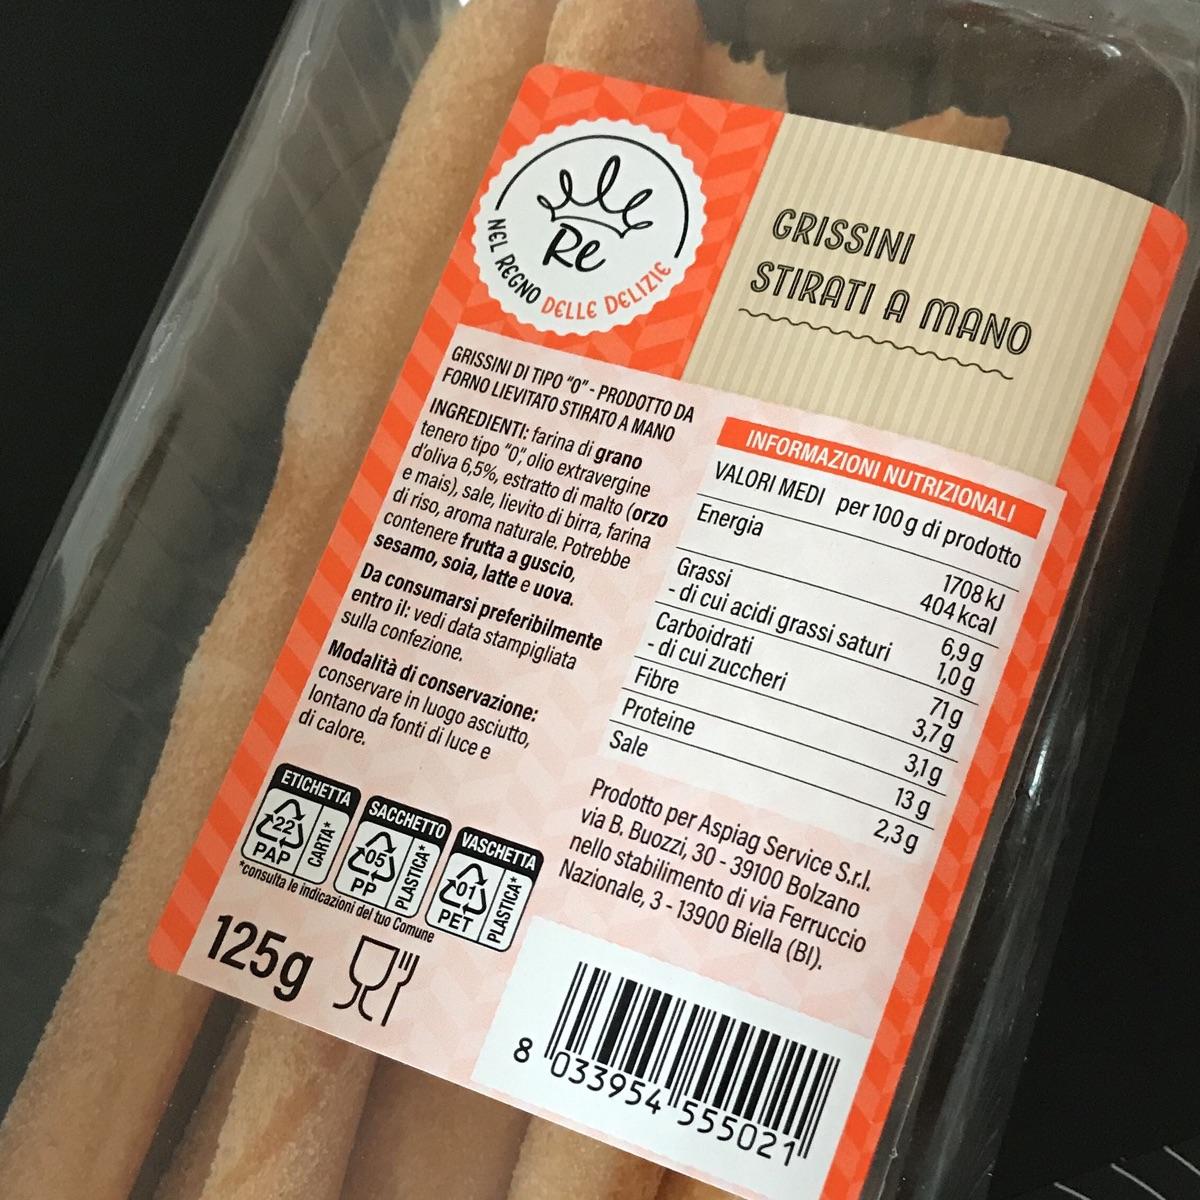 Re
NEL REGNO DELLE DELIZIE
GRISSINI
STIRATI A MANO
GRISSINI DI TIPO "0" - PRODOTTO DA
FORNO LIEVITATO STIRATO A MANO
INGREDIENTI: farina di grano
tenero tipo "0", olio extravergine
d'oliva 6,5%, estratto di malto (orzo
e mais), sale, lievito di birra, farina
di riso, aroma naturale. Potrebbe
contenere frutta a guscio,
sesamo, soia, latte e uova.
Da consumarsi preferibilmente
entro il: vedi data stampigliata
sulla confezione.
Modalità di conservazione:
conservare in luogo asciutto,
lontano da fonti di luce e
di calore.
INFORMAZIONI NUTRIZIONALI
VALORI MEDI per 100 g di prodotto
Energia 1708 kJ
404 kcal
Grassi 6,9 g
- di cui acidi grassi saturi 1,0 g
Carboidrati 71 g
- di cui zuccheri 3,7 g
Fibre 3,1 g
Proteine 13 g
Sale 2,3 g
Prodotto per Aspiag Service S.r.l.
via B. Buozzi, 30 - 39100 Bolzano
nello stabilimento di via Ferruccio
Nazionale, 3 - 13900 Biella (BI).
ETICHETTA
22
PAP
CARTA*
SACCHETTO
05
PP
PLASTICA*
VASCHETTA
01
PET
PLASTICA*
*consulta le indicazioni del tuo Comune
125g
8 033954 555021